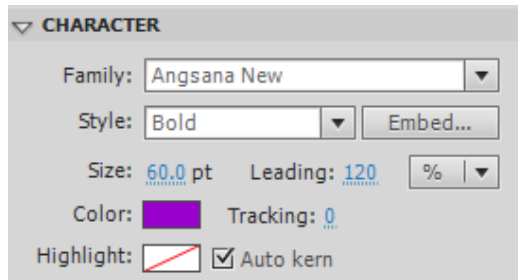 CHARACTER
Family: Angsana New
Style: Bold Embed...
Size: 60.0 pt Leading: 120 %
Color: Tracking: 0
Highlight: Auto kern